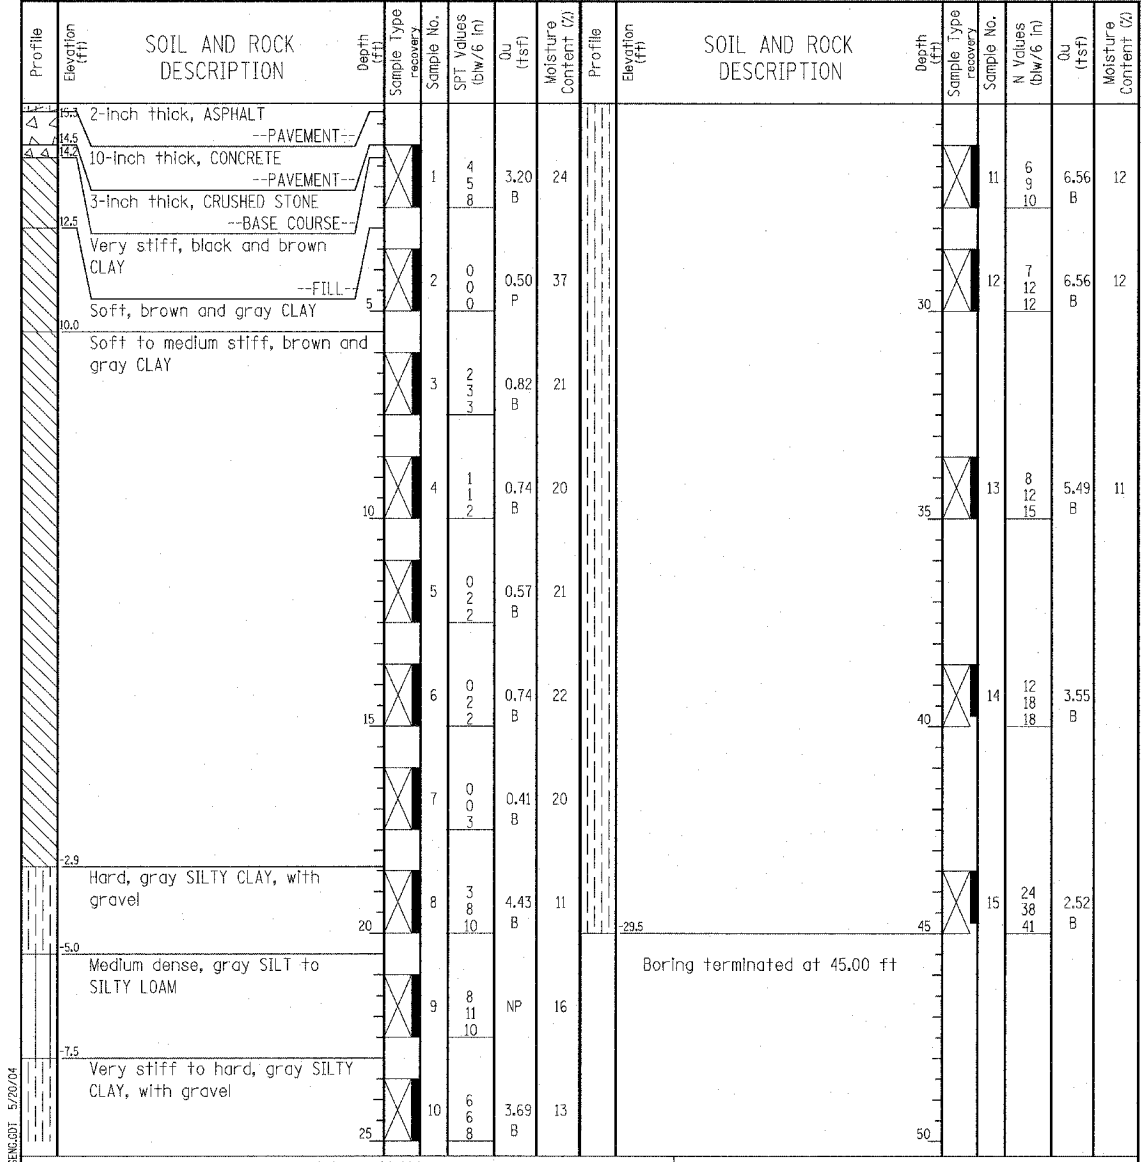 Profile
Elevation (ft)
SOIL AND ROCK DESCRIPTION
Depth (ft)
Sample Type recovery
Sample No.
SPT Values (blw/6 in)
Qu (tsf)
Moisture Content (%)
Profile
Elevation (ft)
SOIL AND ROCK DESCRIPTION
Depth (ft)
Sample Type recovery
Sample No.
N Values (blw/6 in)
Qu (tsf)
Moisture Content (%)
15.3 2-inch thick, ASPHALT
--PAVEMENT--
14.5
14.2 10-inch thick, CONCRETE
--PAVEMENT--
3-inch thick, CRUSHED STONE
--BASE COURSE--
12.5
Very stiff, black and brown
CLAY
--FILL--
Soft, brown and gray CLAY
10.0
Soft to medium stiff, brown and
gray CLAY
-2.9
Hard, gray SILTY CLAY, with
gravel
-5.0
Medium dense, gray SILT to
SILTY LOAM
-7.5
Very stiff to hard, gray SILTY
CLAY, with gravel
5
10
15
20
25
1 4 5 8 3.20 B 24
2 0 0 0 0.50 P 37
3 2 3 3 0.82 B 21
4 1 1 2 0.74 B 20
5 0 2 2 0.57 B 21
6 0 2 2 0.74 B 22
7 0 0 3 0.41 B 20
8 3 8 10 4.43 B 11
9 8 11 10 NP 16
10 6 6 8 3.69 B 13
30
35
40
45
50
11 6 9 10 6.56 B 12
12 7 12 12 6.56 B 12
13 8 12 15 5.49 B 11
14 12 18 18 3.55 B
15 24 38 41 2.52 B
-29.5
Boring terminated at 45.00 ft
5/20/04